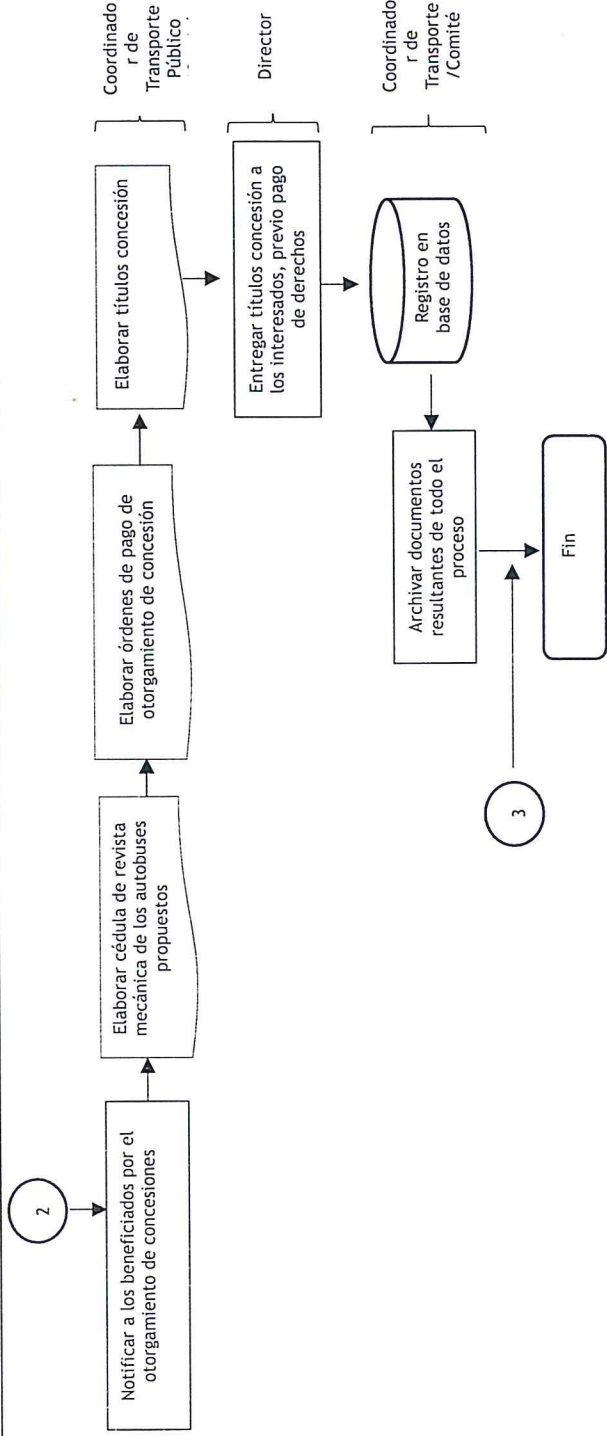 2
Notificar a los beneficiados por el
otorgamiento de concesiones
Elaborar cédula de revista
mecánica de los autobuses
propuestos
Elaborar órdenes de pago de
otorgamiento de concesión
Elaborar títulos concesión
Coordinado
r de
Transporte
Público
Entregar títulos concesión a
los interesados, previo pago
de derechos
Director
Registro en
base de datos
Coordinado
r de
Transporte
/Comité
Archivar documentos
resultantes de todo el
proceso
3
Fin